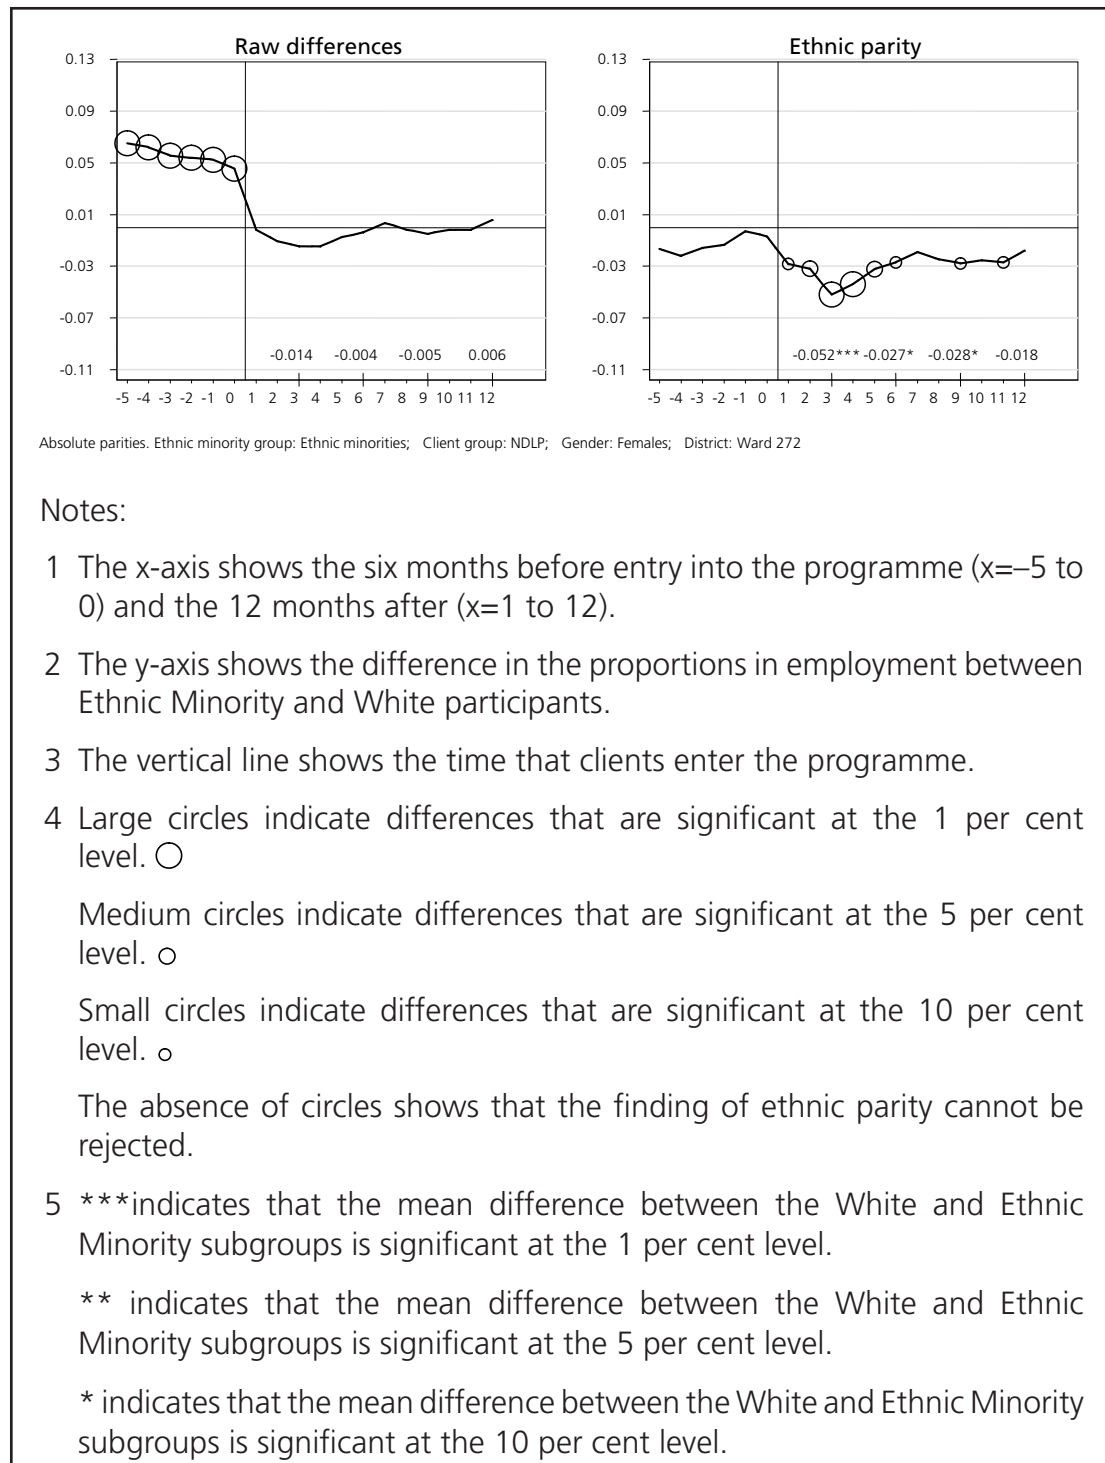 Raw differences
0.13
0.09
0.05
0.01
-0.03
-0.07
-0.11
-0.014 -0.004 -0.005 0.006
-5 -4 -3 -2 -1 0 1 2 3 4 5 6 7 8 9 10 11 12
Ethnic parity
0.13
0.09
0.05
0.01
-0.03
-0.07
-0.11
-0.052*** -0.027* -0.028* -0.018
-5 -4 -3 -2 -1 0 1 2 3 4 5 6 7 8 9 10 11 12
Absolute parities. Ethnic minority group: Ethnic minorities; Client group: NDLP; Gender: Females; District: Ward 272
Notes:
1 The x-axis shows the six months before entry into the programme (x=–5 to
0) and the 12 months after (x=1 to 12).
2 The y-axis shows the difference in the proportions in employment between
Ethnic Minority and White participants.
3 The vertical line shows the time that clients enter the programme.
4 Large circles indicate differences that are significant at the 1 per cent
level.
Medium circles indicate differences that are significant at the 5 per cent
level.
Small circles indicate differences that are significant at the 10 per cent
level.
The absence of circles shows that the finding of ethnic parity cannot be
rejected.
5 ***indicates that the mean difference between the White and Ethnic
Minority subgroups is significant at the 1 per cent level.
** indicates that the mean difference between the White and Ethnic
Minority subgroups is significant at the 5 per cent level.
* indicates that the mean difference between the White and Ethnic Minority
subgroups is significant at the 10 per cent level.